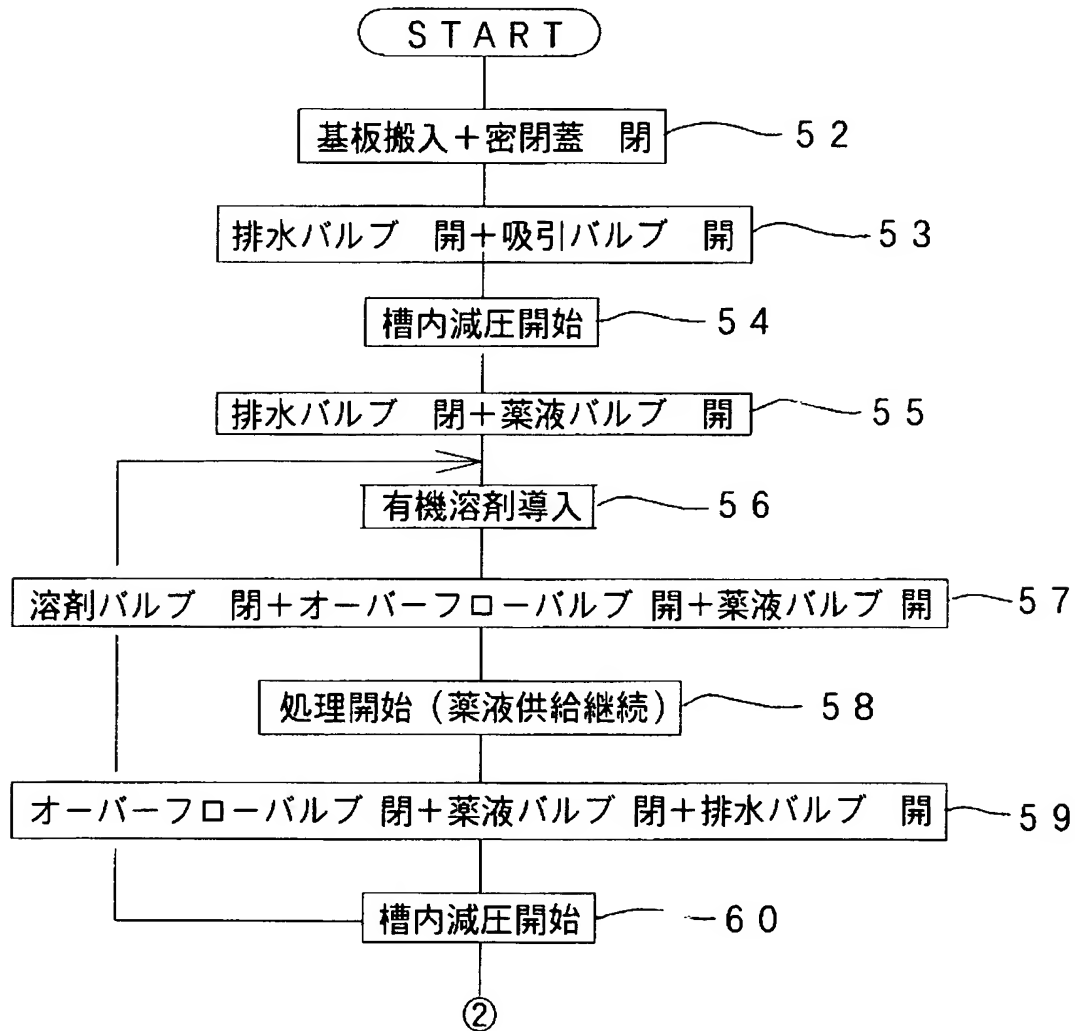 ＳＴＡＲＴ
基板搬入＋密閉蓋　閉　５２
排水バルブ　開＋吸引バルブ　開　５３
槽内減圧開始　５４
排水バルブ　閉＋薬液バルブ　開　５５
有機溶剤導入　５６
溶剤バルブ　閉＋オーバーフローバルブ 開＋薬液バルブ 開　５７
処理開始（薬液供給継続）　５８
オーバーフローバルブ 閉＋薬液バルブ 閉＋排水バルブ　開　５９
槽内減圧開始　６０
②